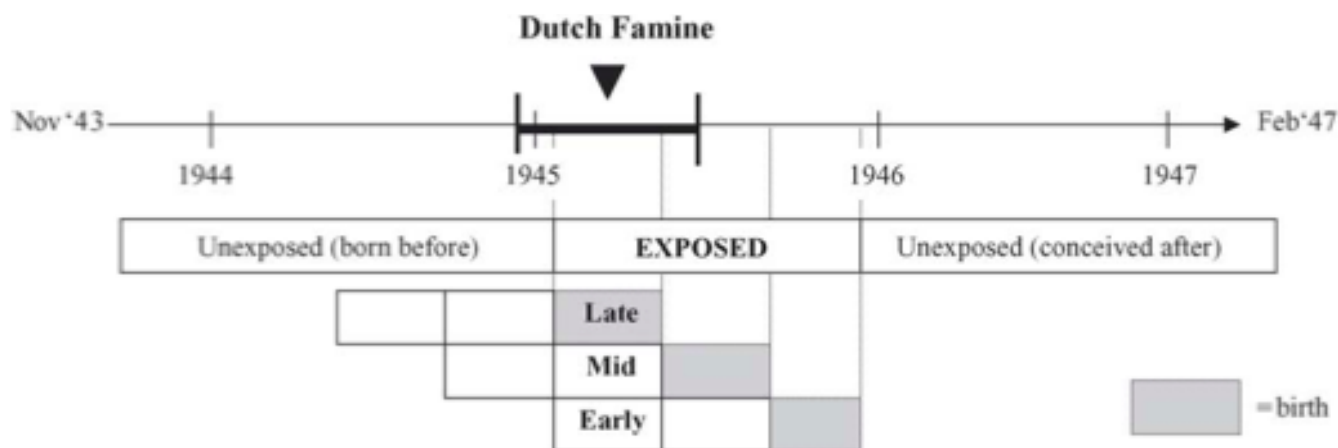 Dutch Famine
Nov ‘43 Feb‘47
1944 1945 1946 1947
Unexposed (born before) EXPOSED Unexposed (conceived after)
Late
Mid
Early
=birth